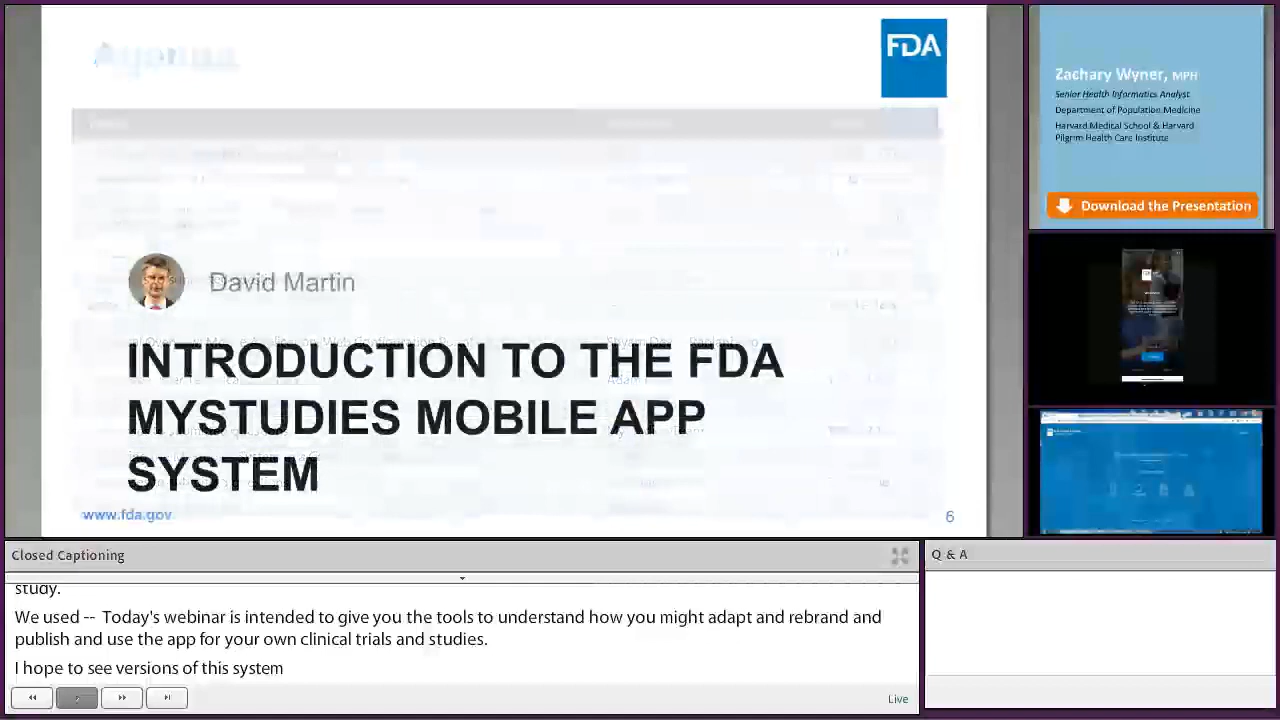 FDA
David Martin
INTRODUCTION TO THE FDA
MYSTUDIES MOBILE APP
SYSTEM
www.fda.gov
6
Zachary Wyner, MPH
Senior Health Informatics Analyst
Department of Population Medicine
Harvard Medical School & Harvard
Pilgrim Health Care Institute
Download the Presentation
Closed Captioning
study.
We used -- Today's webinar is intended to give you the tools to understand how you might adapt and rebrand and
publish and use the app for your own clinical trials and studies.
I hope to see versions of this system
Live
Q & A